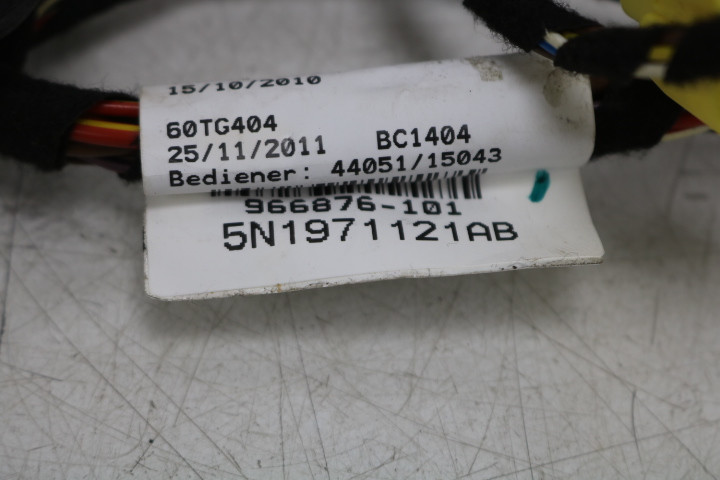 15/10/2010
60TG404
25/11/2011 BC1404
Bediener: 44051/15043
966876-101
5N1971121AB